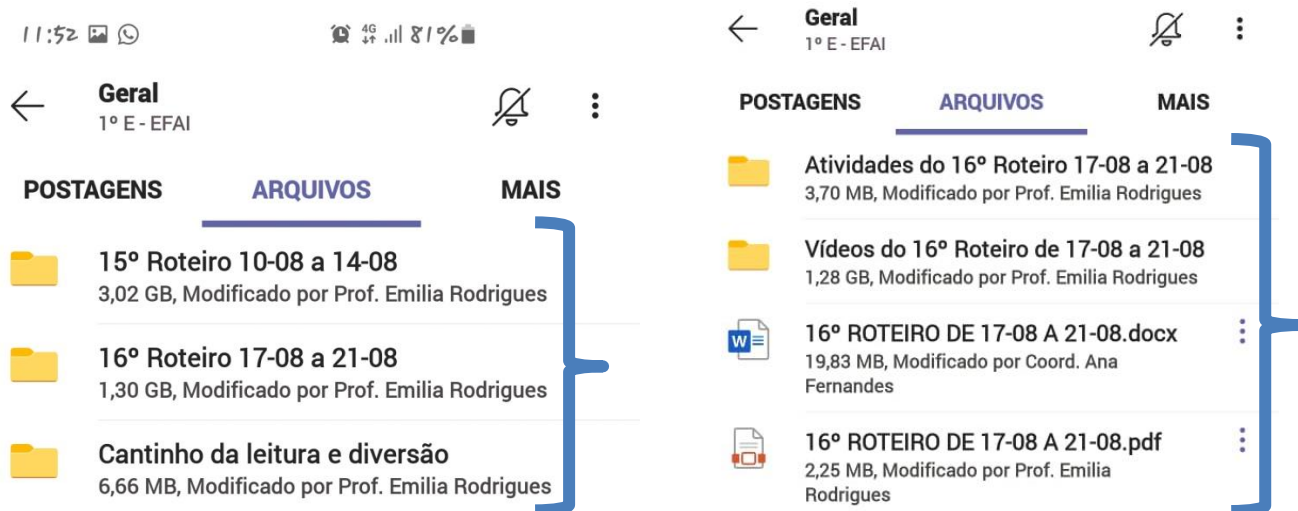 11:52 4G 81%
Geral
1º E - EFAI
POSTAGENS ARQUIVOS MAIS
15º Roteiro 10-08 a 14-08
3,02 GB, Modificado por Prof. Emilia Rodrigues
16º Roteiro 17-08 a 21-08
1,30 GB, Modificado por Prof. Emilia Rodrigues
Cantinho da leitura e diversão
6,66 MB, Modificado por Prof. Emilia Rodrigues
Geral
1º E - EFAI
POSTAGENS ARQUIVOS MAIS
Atividades do 16º Roteiro 17-08 a 21-08
3,70 MB, Modificado por Prof. Emilia Rodrigues
Vídeos do 16º Roteiro de 17-08 a 21-08
1,28 GB, Modificado por Prof. Emilia Rodrigues
W
16º ROTEIRO DE 17-08 A 21-08.docx
19,83 MB, Modificado por Coord. Ana
Fernandes
16º ROTEIRO DE 17-08 A 21-08.pdf
2,25 MB, Modificado por Prof. Emilia
Rodrigues